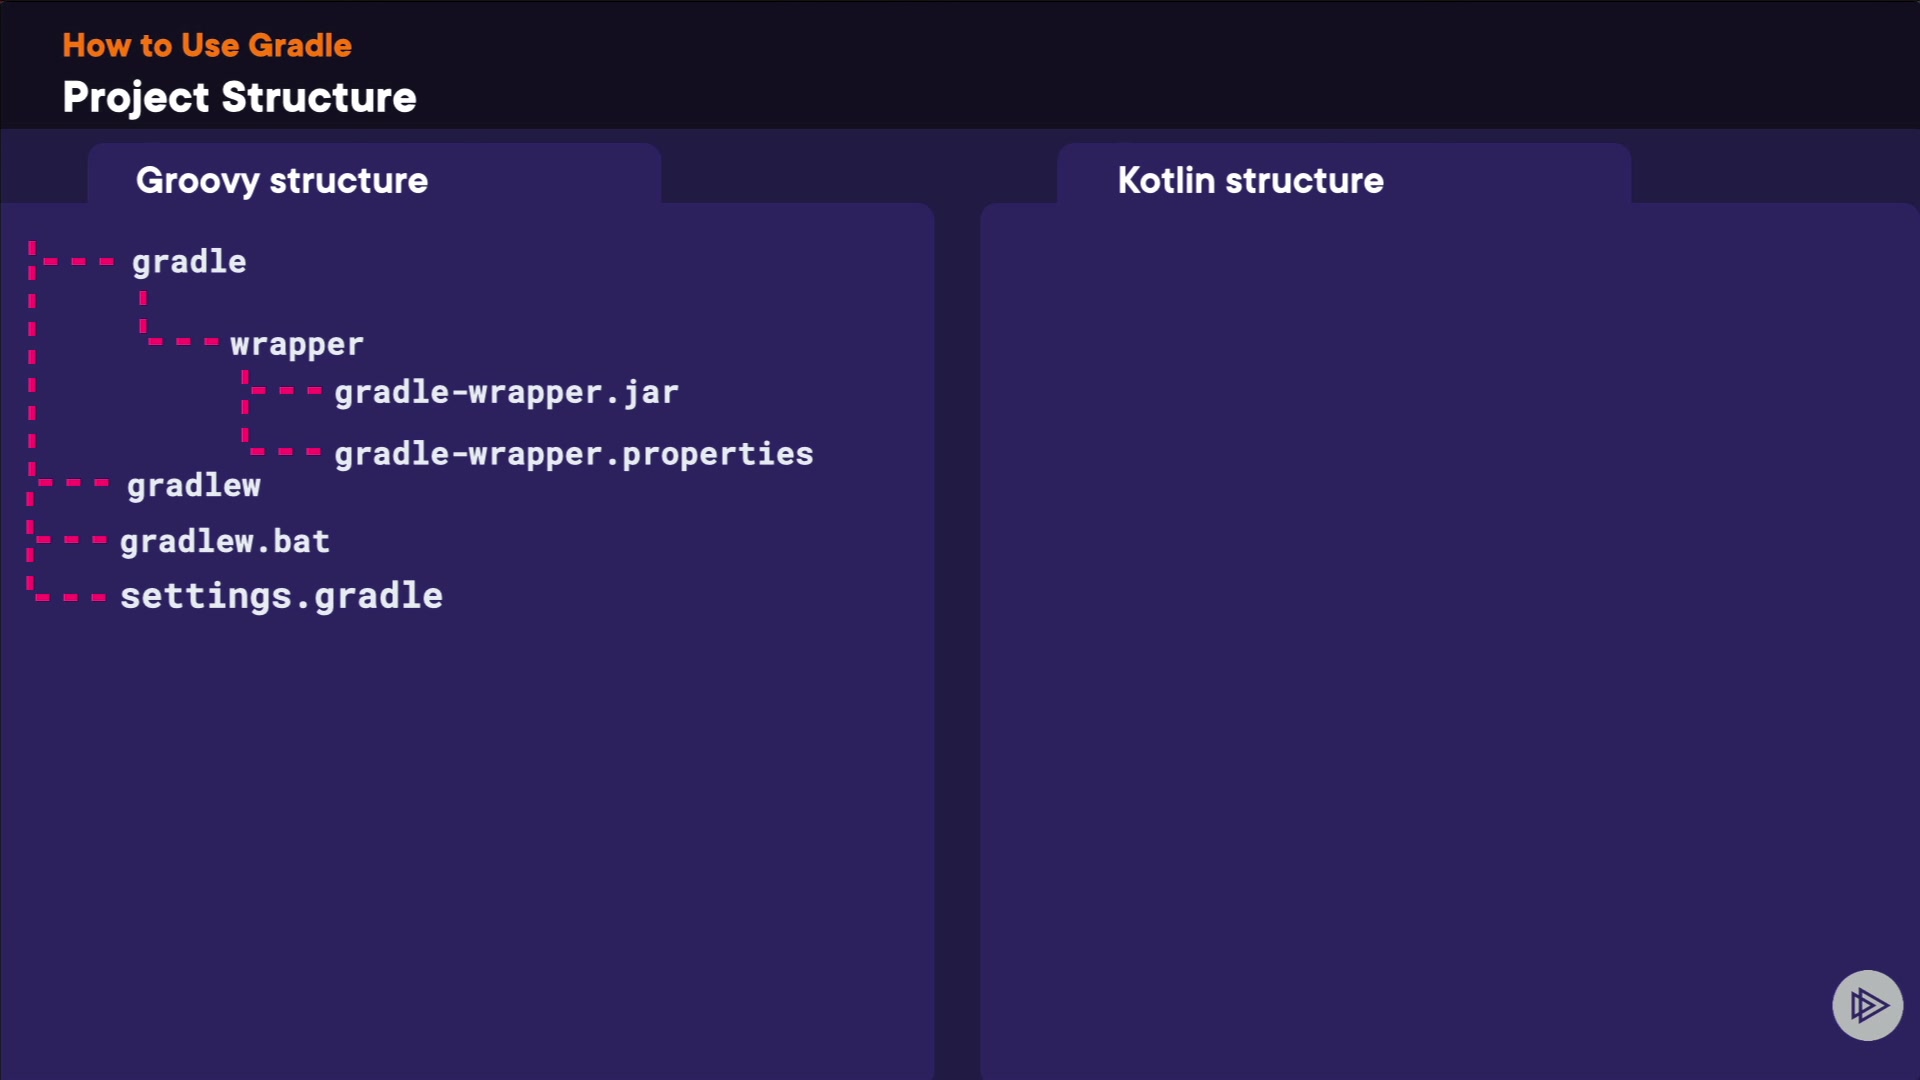 How to Use Gradle
Project Structure
Groovy structure
gradle
wrapper
gradle-wrapper.jar
gradle-wrapper.properties
gradlew
gradlew.bat
settings.gradle
Kotlin structure